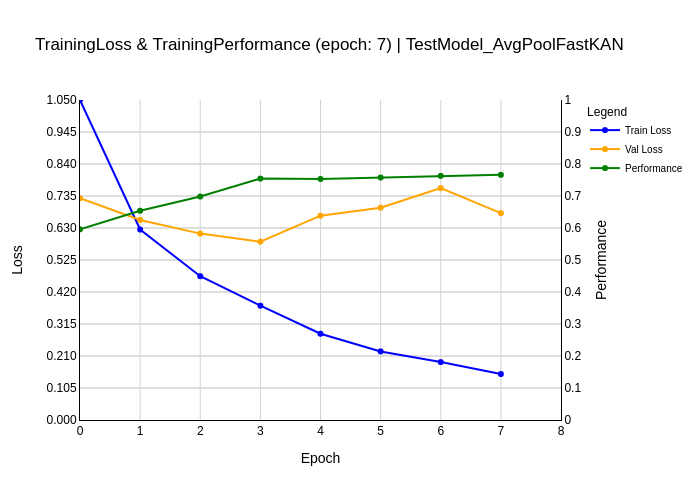 TrainingLoss & TrainingPerformance (epoch: 7) | TestModel_AvgPoolFastKAN
1.050
0.945
0.840
0.735
0.630
0.525
0.420
0.315
0.210
0.105
0.000
Loss
0 1 2 3 4 5 6 7 8
Epoch
1
0.9
0.8
0.7
0.6
0.5
0.4
0.3
0.2
0.1
0
Performance
Legend
Train Loss
Val Loss
Performance